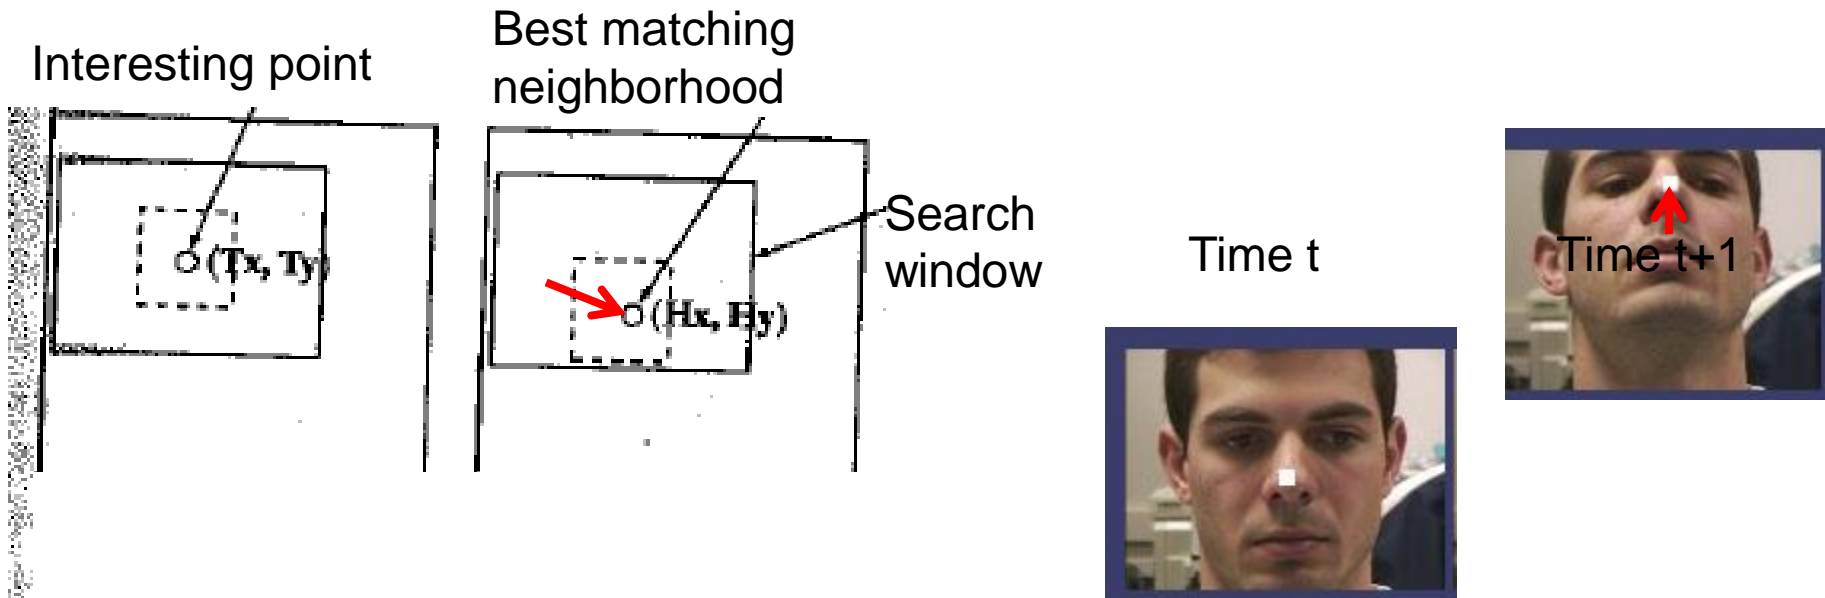 Interesting point
Best matching
neighborhood
(Tx, Ty)
(Hx, Hy)
Search
window
Time t
Time t+1